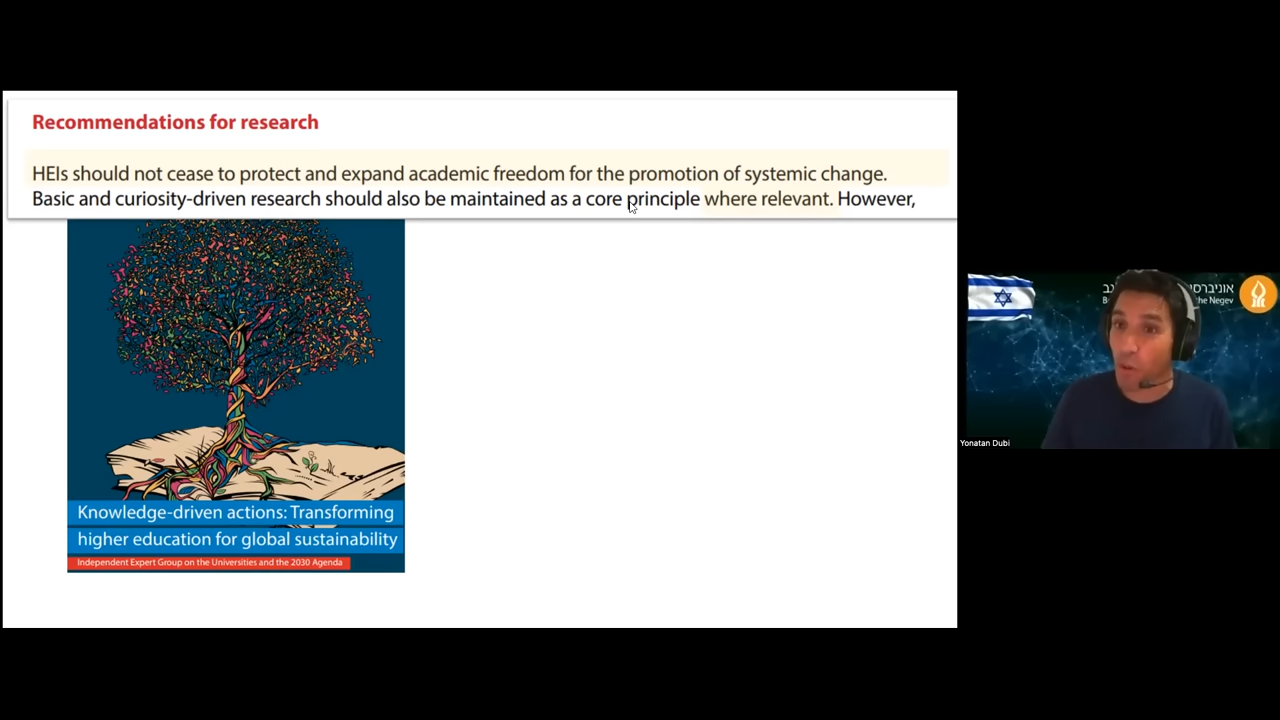 Recommendations for research
HEIs should not cease to protect and expand academic freedom for the promotion of systemic change.
Basic and curiosity-driven research should also be maintained as a core principle where relevant. However,
Knowledge-driven actions: Transforming
higher education for global sustainability
Independent Expert Group on the Universities and the 2030 Agenda
he Negev
Yonatan Dubi